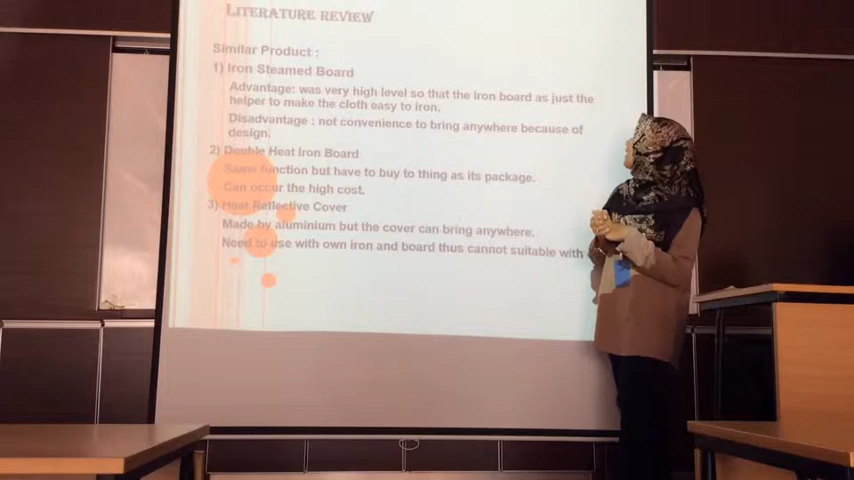 LITERATURE REVIEW
Similar Product :
1) Iron Steamed Board
Advantage: was very high level so that the iron board as just the
helper to make the cloth easy to iron.
Disadvantage : not convenience to bring anywhere because of
design.
2) Double Heat Iron Board
Same function but have to buy to thing as its package.
Can occur the high cost.
3) Heat Reflective Cover
Made by aluminium but the cover can bring anywhere.
Need to use with own iron and board thus cannot suitable with